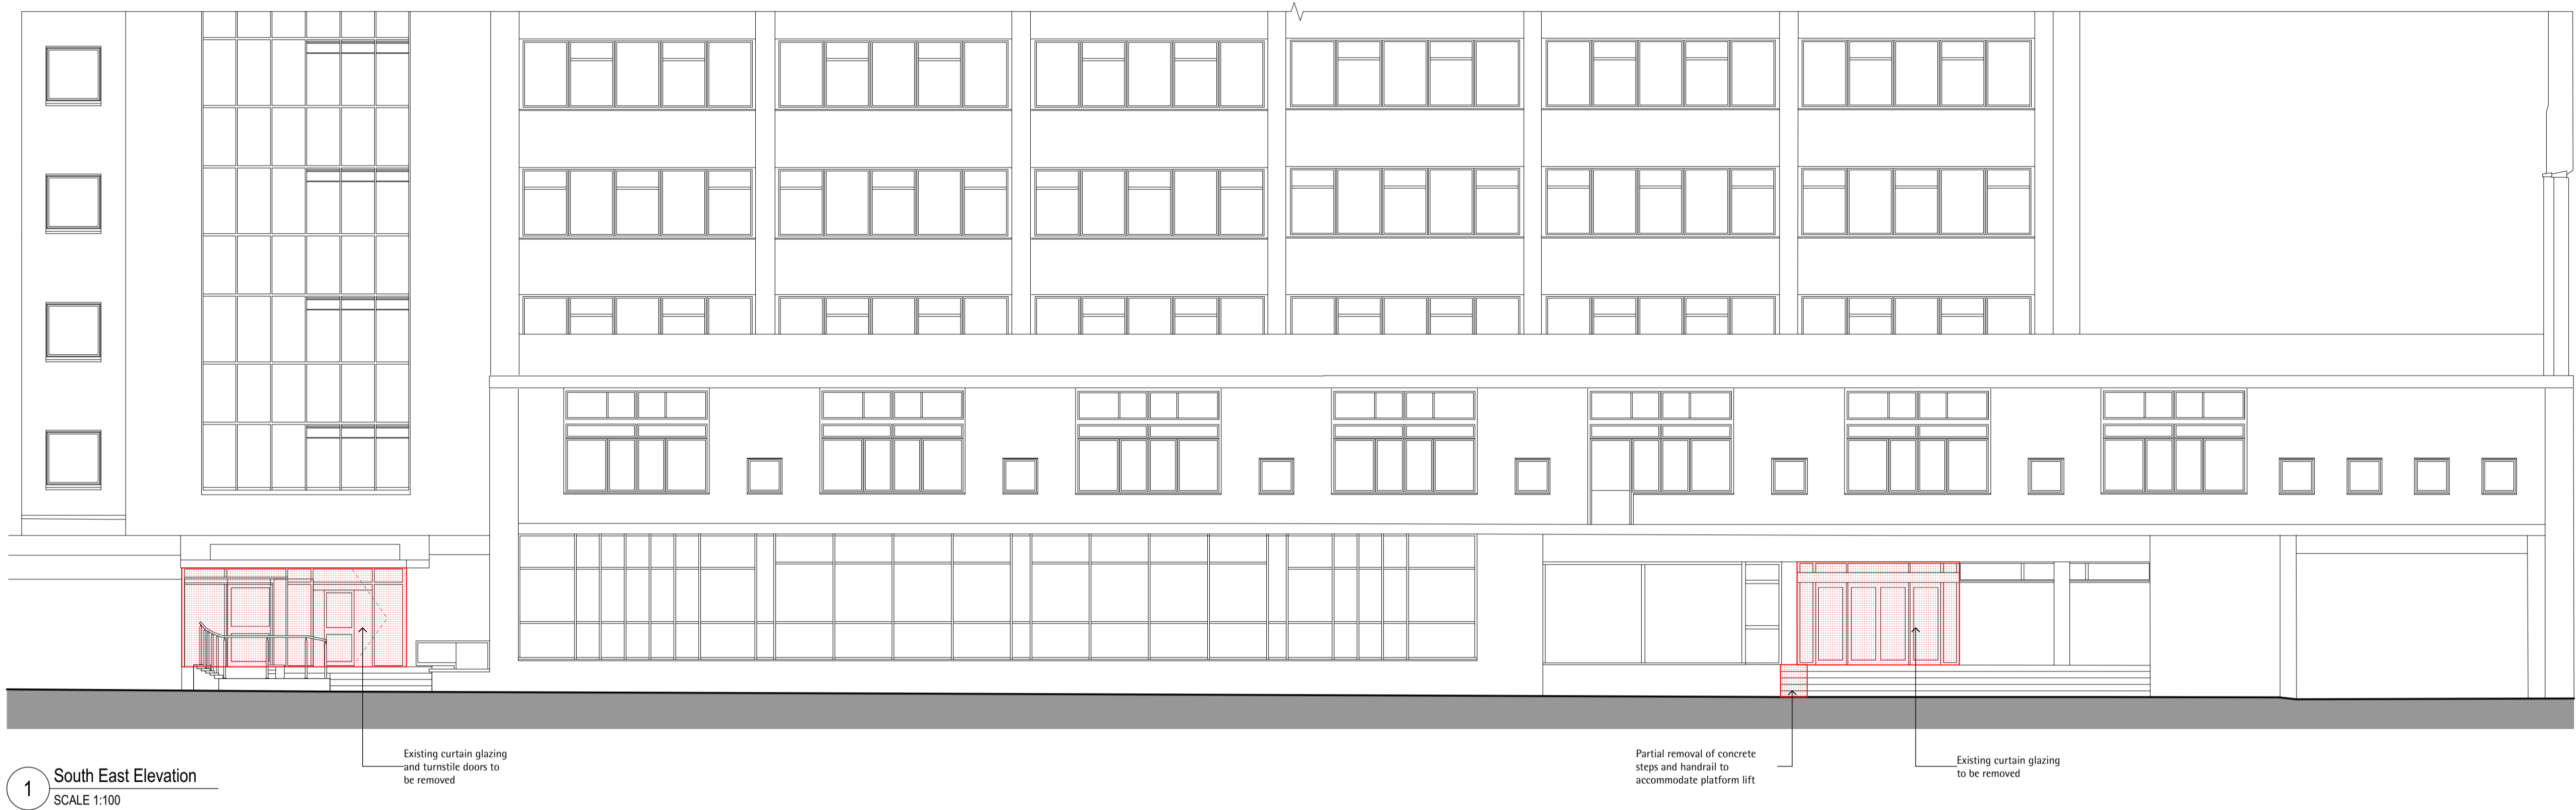 Existing curtain glazing
and turnstile doors to
be removed
Partial removal of concrete
steps and handrail to
accommodate platform lift
Existing curtain glazing
to be removed
1
South East Elevation
SCALE 1:100